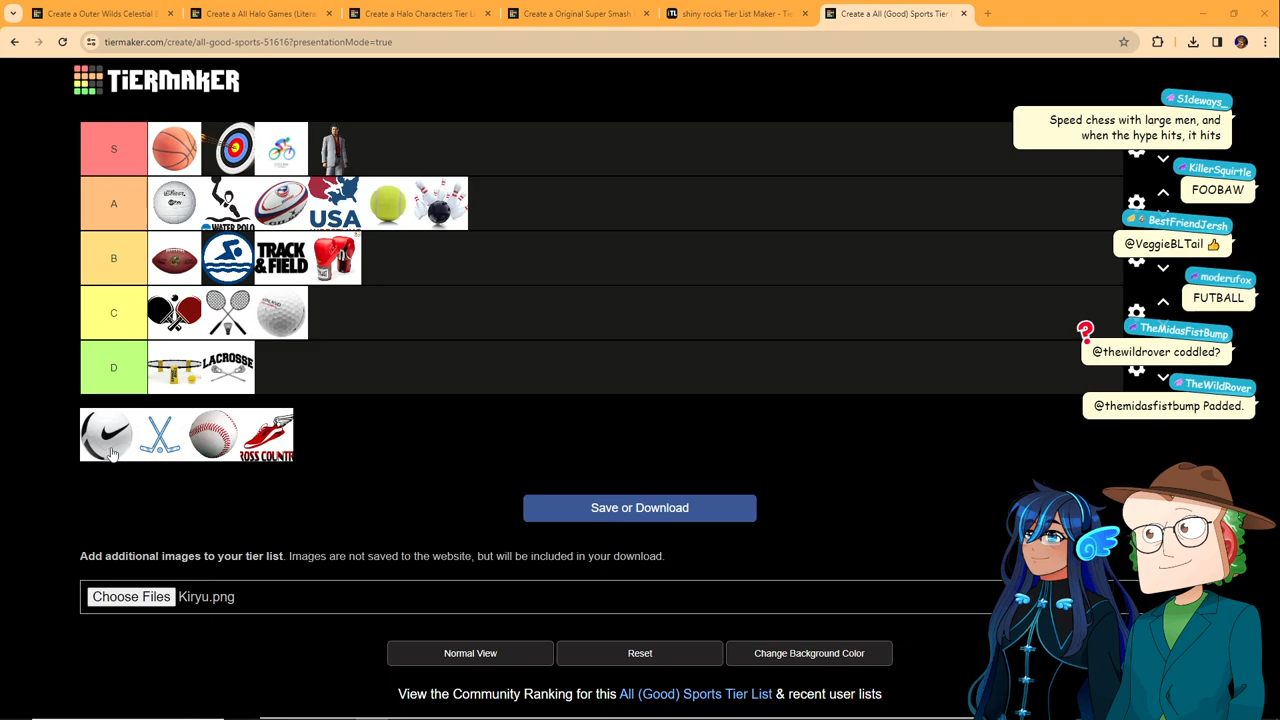 Create a Outer Wilds Celestial B
Create a All Halo Games (Litera
Create a Halo Characters Tier L
Create a Original Super Smash
shiny rocks Tier List Maker - Tie
Create a All (Good) Sports Tier
tiermaker.com/create/all-good-sports-51616?presentationMode=true
TiERMAKER
S1deways_
Speed chess with large men, and
when the hype hits, it hits
KillerSquirtle
FOOBAW
BestFriendJersh
@VeggieBLTail 👍
moderufox
FUTBALL
TheMidasFistBump
@thewildrover coddled?
TheWildRover
@themidasfistbump Padded.
S
A
WATER POLO
USA
B
TRACK
& FIELD
C
D
LACROSSE
ROSS COUNTR
Save or Download
Add additional images to your tier list. Images are not saved to the website, but will be included in your download.
Choose Files Kiryu.png
Normal View
Reset
Change Background Color
View the Community Ranking for this All (Good) Sports Tier List & recent user lists